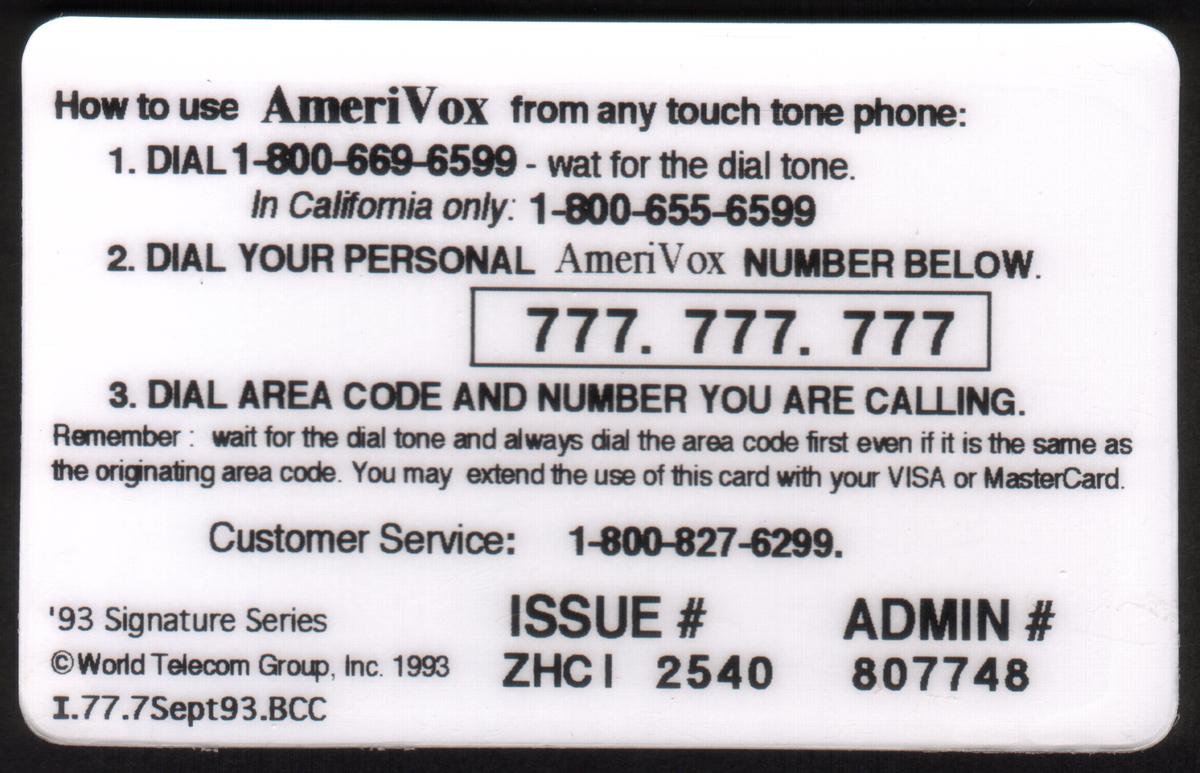 How to use AmeriVox from any touch tone phone:
1. DIAL 1-800-669-6599 - wat for the dial tone.
In California only: 1-800-655-6599
2. DIAL YOUR PERSONAL AmeriVox NUMBER BELOW.
777. 777. 777
3. DIAL AREA CODE AND NUMBER YOU ARE CALLING.
Remember : wait for the dial tone and always dial the area code first even if it is the same as
the originating area code. You may extend the use of this card with your VISA or MasterCard.
Customer Service: 1-800-827-6299.
'93 Signature Series ISSUE # ADMIN #
©World Telecom Group, Inc. 1993 ZHCI 2540 807748
I.77.7Sept93.BCC